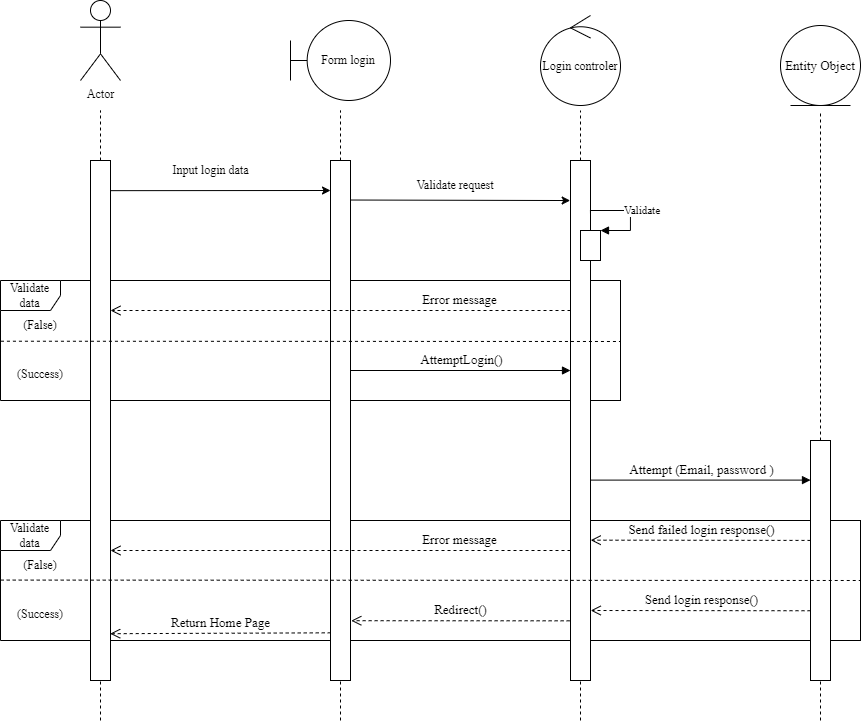 Actor
Form login
Login controler
Entity Object
Input login data
Validate request
Validate
Validate
data
Error message
(False)
AttemptLogin()
(Success)
Attempt (Email, password )
Validate
data
Send failed login response()
Error message
(False)
Send login response()
Redirect()
(Success)
Return Home Page